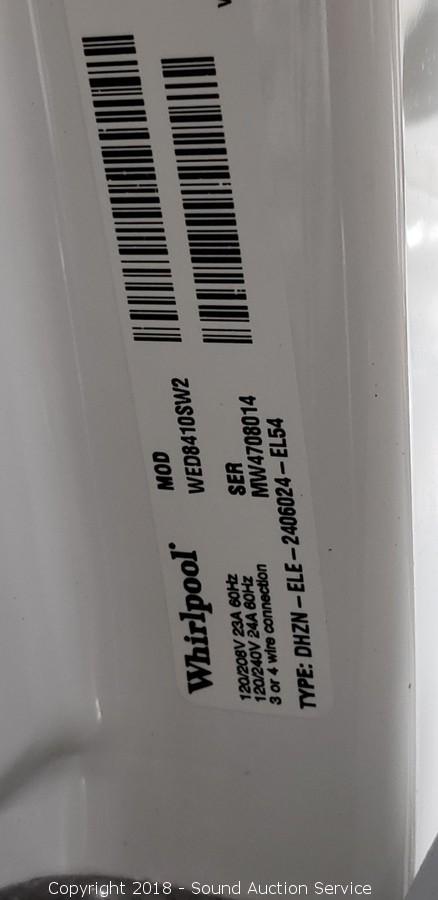 Whirlpool
MOD
WED8410SW2
120/208V 23A 60Hz
120/240V 24A 60Hz
3 or 4 wire connection
SER
MW4708014
TYPE: DHZN-ELE-2406024-EL54
Copyright 2018 - Sound Auction Service